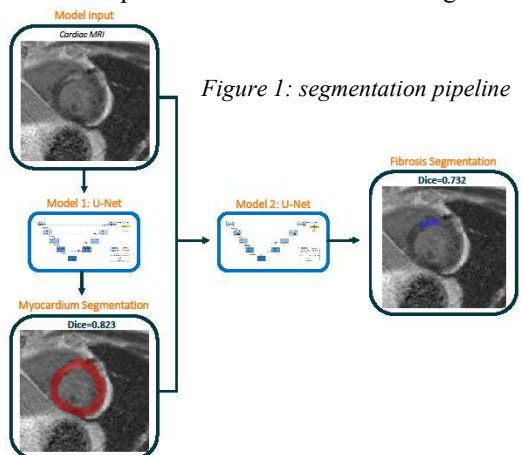 Model input
Cardiac MRI
Figure 1: segmentation pipeline
Fibrosis Segmentation
Dice=0.732
Model 1: U-Net
Model 2: U-Net
Myocardium Segmentation
Dice=0.823